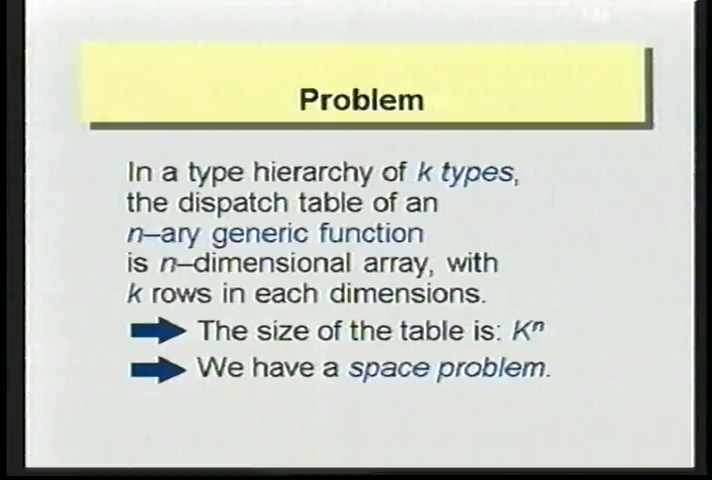 Problem
In a type hierarchy of k types,
the dispatch table of an
n–ary generic function
is n–dimensional array, with
k rows in each dimensions.
The size of the table is: Kⁿ
We have a space problem.